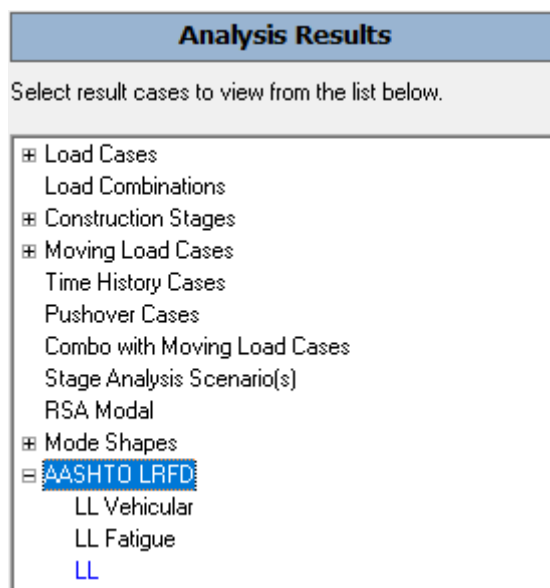 Analysis Results
Select result cases to view from the list below.
Load Cases
Load Combinations
Construction Stages
Moving Load Cases
Time History Cases
Pushover Cases
Combo with Moving Load Cases
Stage Analysis Scenario(s)
RSA Modal
Mode Shapes
AASHTO LRFD
LL Vehicular
LL Fatigue
LL